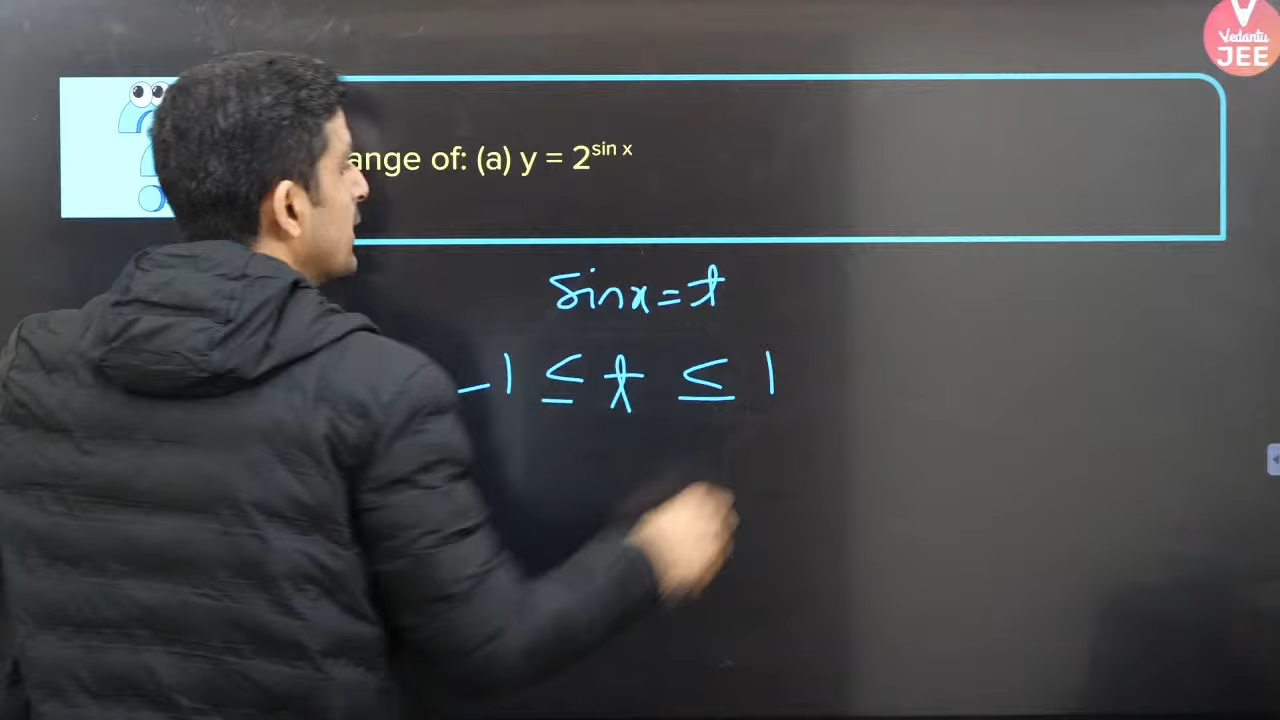 Vedantu
JEE
ange of: (a) y = 2^sin x
sin x = t
-1 ≤ t ≤ 1